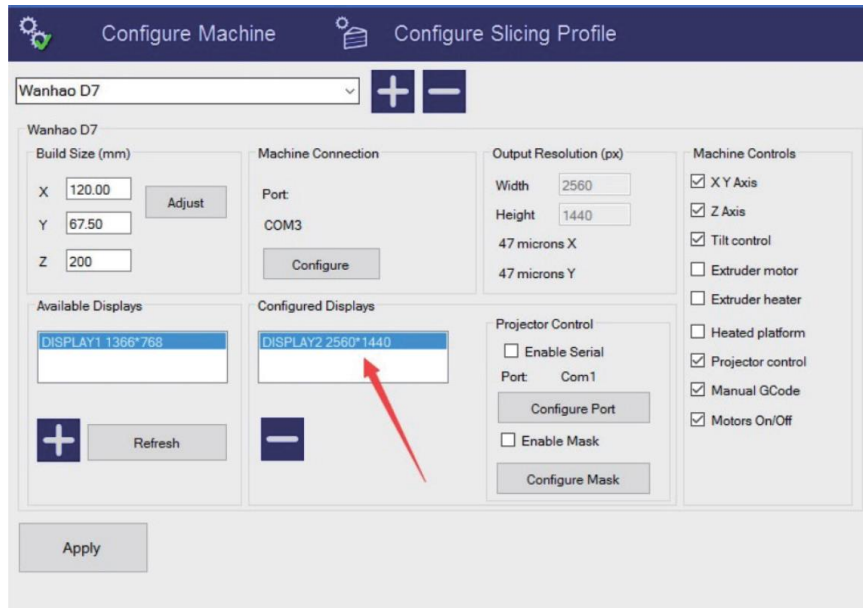 Configure Machine
Configure Slicing Profile
Wanhao D7
Wanhao D7
Build Size (mm)
X 120.00
Adjust
Y 67.50
Z 200
Machine Connection
Port:
COM3
Configure
Output Resolution (px)
Width 2560
Height 1440
47 microns X
47 microns Y
Machine Controls
X Y Axis
Z Axis
Tilt control
Extruder motor
Extruder heater
Heated platform
Projector control
Manual GCode
Motors On/Off
Available Displays
DISPLAY1 1366*768
Refresh
Configured Displays
DISPLAY2 2560*1440
Projector Control
Enable Serial
Port: Com1
Configure Port
Enable Mask
Configure Mask
Apply